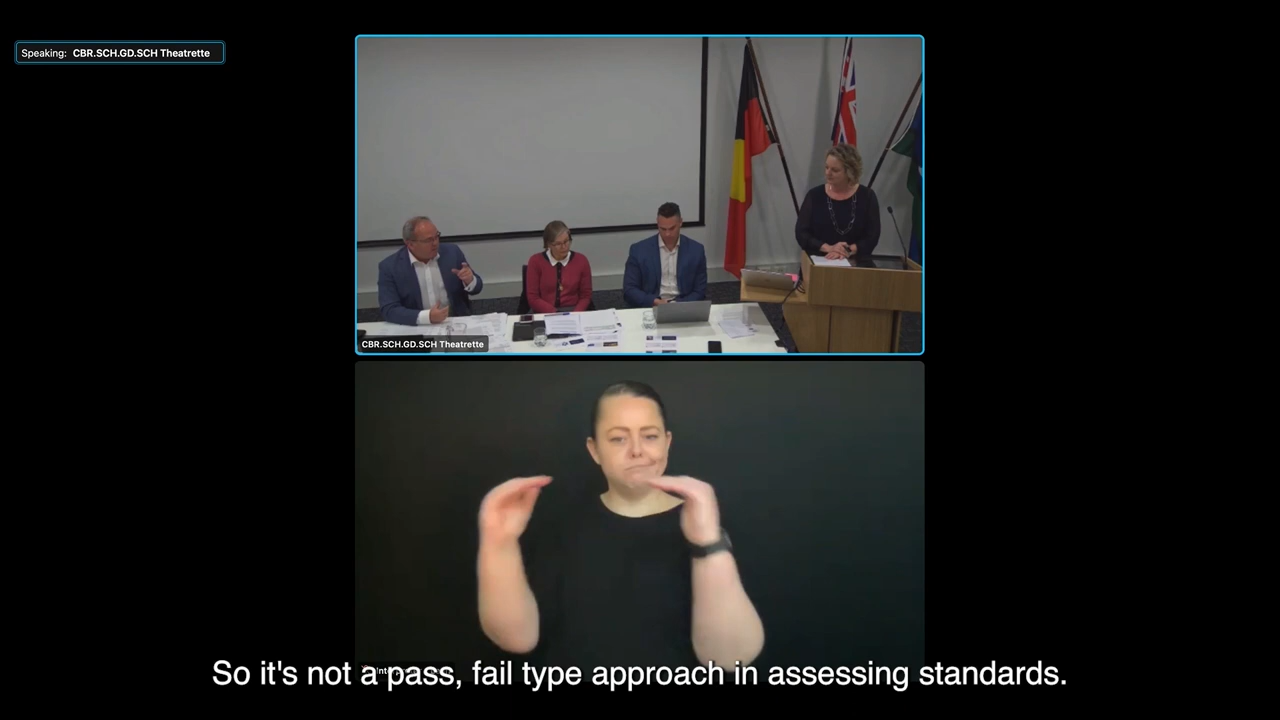 Speaking: CBR.SCH.GD.SCH Theatrette
CBR.SCH.GD.SCH Theatrette
So it's not a pass, fail type approach in assessing standards.